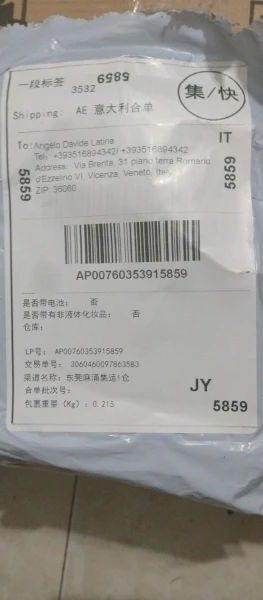 一段标签
3532
5859
集/快
Shipping: AE 意大利合单
IT
To: Angelo Davide Latina
Tel: +393516894342/ +393516894342
Address: Via Brenta, 31 piano terra Romano
d'Ezzelino VI, Vicenza, Veneto, Italy
ZIP: 36060
5859
5859
AP00760353915859
是否带电池: 否
是否带有非液体化妆品: 否
仓库:
LP号: AP00760353915859
交易单号: 3060460097863583
渠道名称: 东莞麻涌集运1仓
合单批次号:
包裹重量(Kg): 0.215
JY
5859